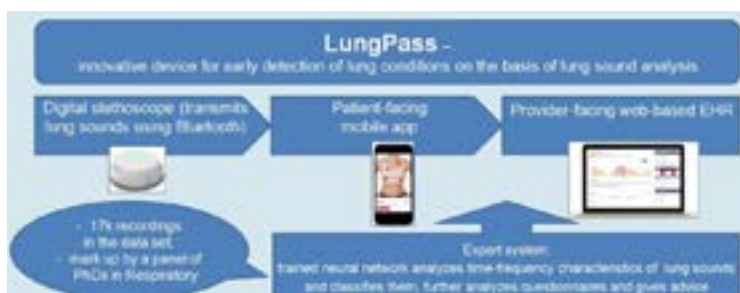 LungPass –
innovative device for early detection of lung conditions on the basis of lung sound analysis
Digital stethoscope (transmits
lung sounds using Bluetooth)
Patient-facing
mobile app
Provider-facing web-based EHR
- 17k recordings
in the data set,
- mark up by a panel of
PhDs in Respiratory
Expert system:
trained neural network analyzes time-frequency characteristics of lung sounds
and classifies them, further analyzes questionnaires and gives advice